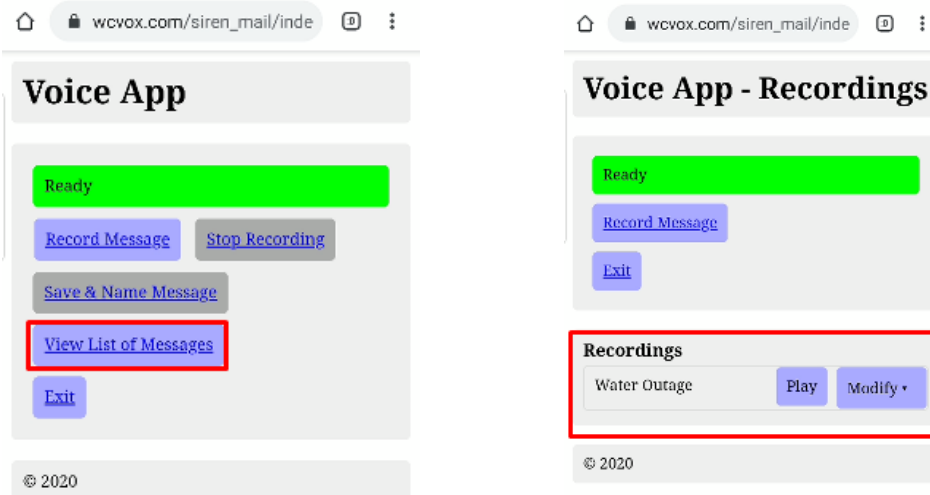 wcvox.com/siren_mail/inde
:D
Voice App
Ready
Record Message
Stop Recording
Save & Name Message
View List of Messages
Exit
© 2020
wcvox.com/siren_mail/inde
:D
Voice App - Recordings
Ready
Record Message
Exit
Recordings
Water Outage
Play
Modify
© 2020